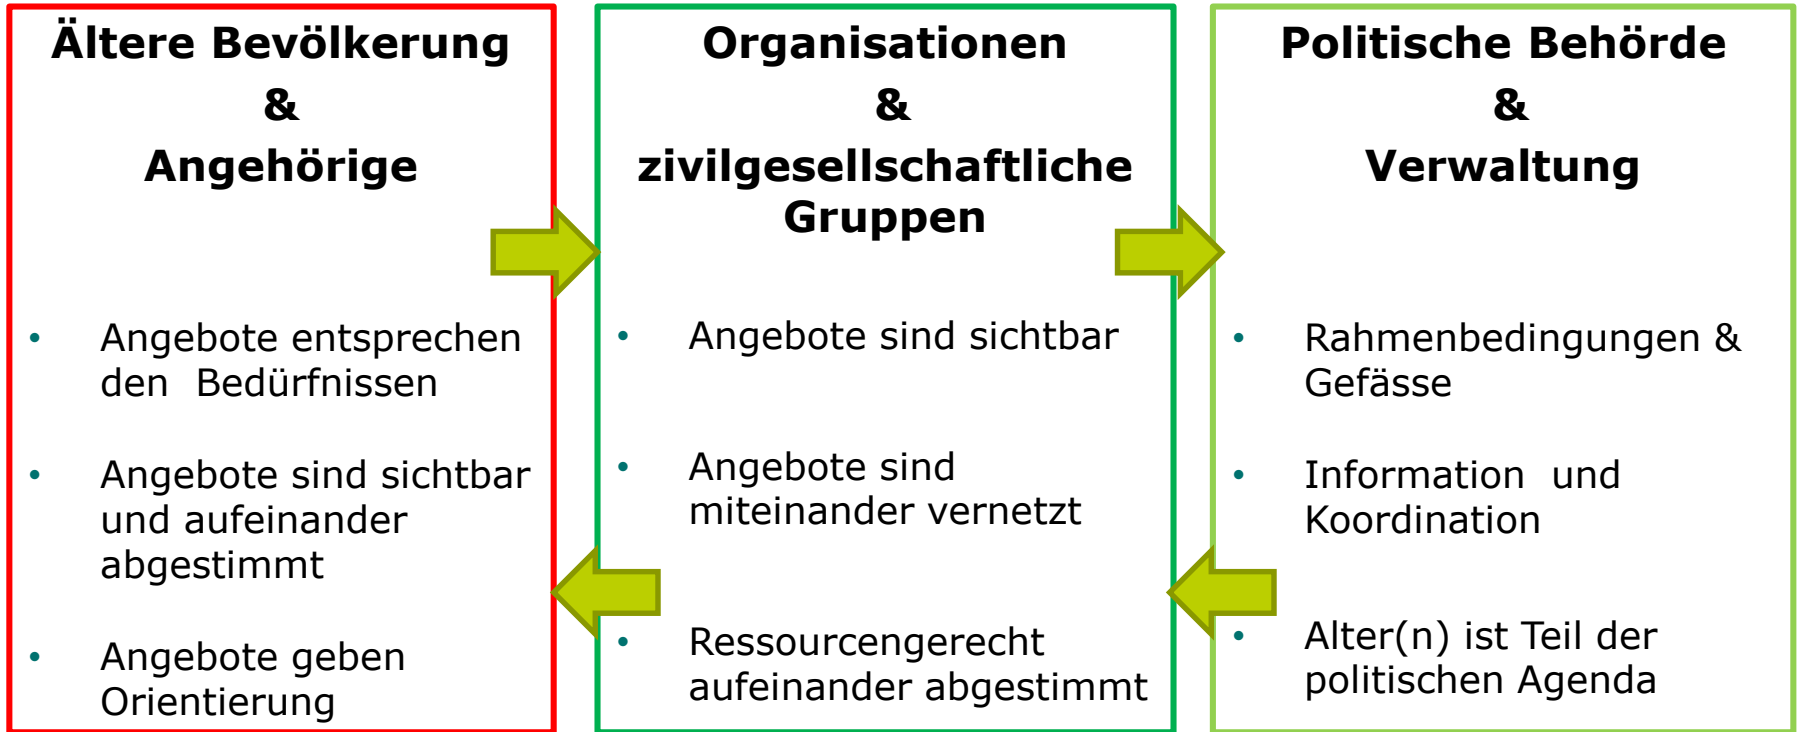 Ältere Bevölkerung
&
Angehörige
• Angebote entsprechen
den Bedürfnissen
• Angebote sind sichtbar
und aufeinander
abgestimmt
• Angebote geben
Orientierung
Organisationen
&
zivilgesellschaftliche
Gruppen
• Angebote sind sichtbar
• Angebote sind
miteinander vernetzt
• Ressourcengerecht
aufeinander abgestimmt
Politische Behörde
&
Verwaltung
• Rahmenbedingungen &
Gefässe
• Information und
Koordination
• Alter(n) ist Teil der
politischen Agenda